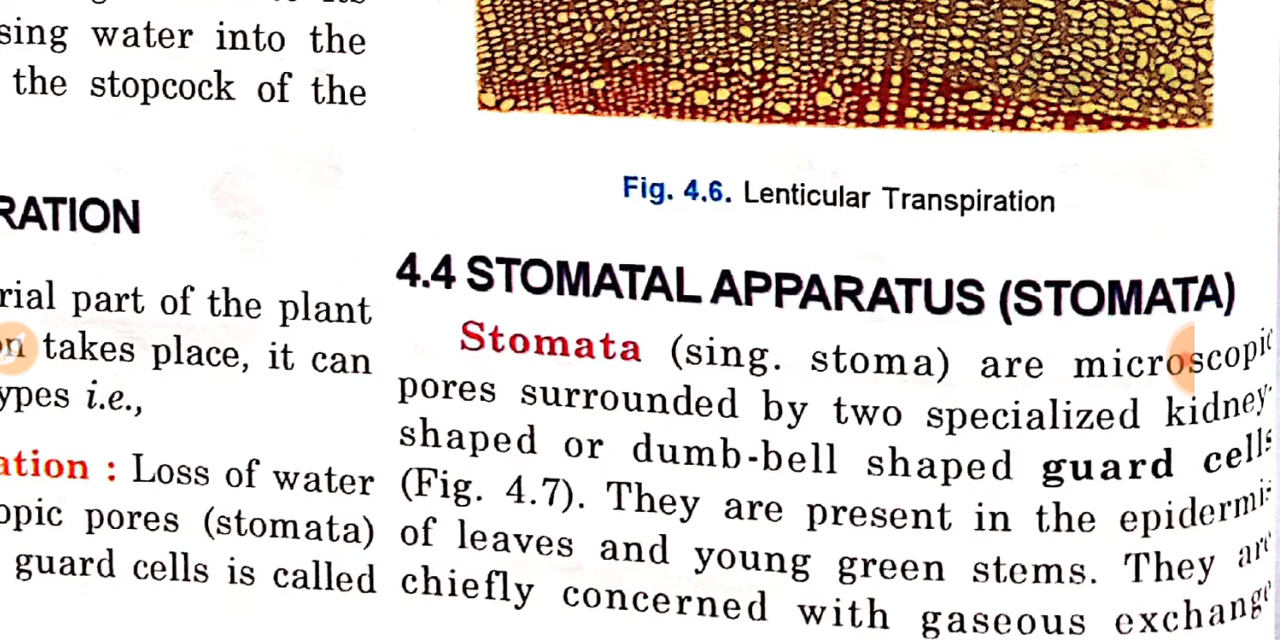 sing water into the
the stopcock of the
RATION
rial part of the plant
on takes place, it can
ypes i.e.,
ation : Loss of water
opic pores (stomata)
guard cells is called
Fig. 4.6. Lenticular Transpiration
4.4 STOMATAL APPARATUS (STOMATA)
Stomata (sing. stoma) are microscopic
pores surrounded by two specialized kidney-
shaped or dumb-bell shaped guard cells
(Fig. 4.7). They are present in the epidermis
of leaves and young green stems. They are
chiefly concerned with gaseous exchange